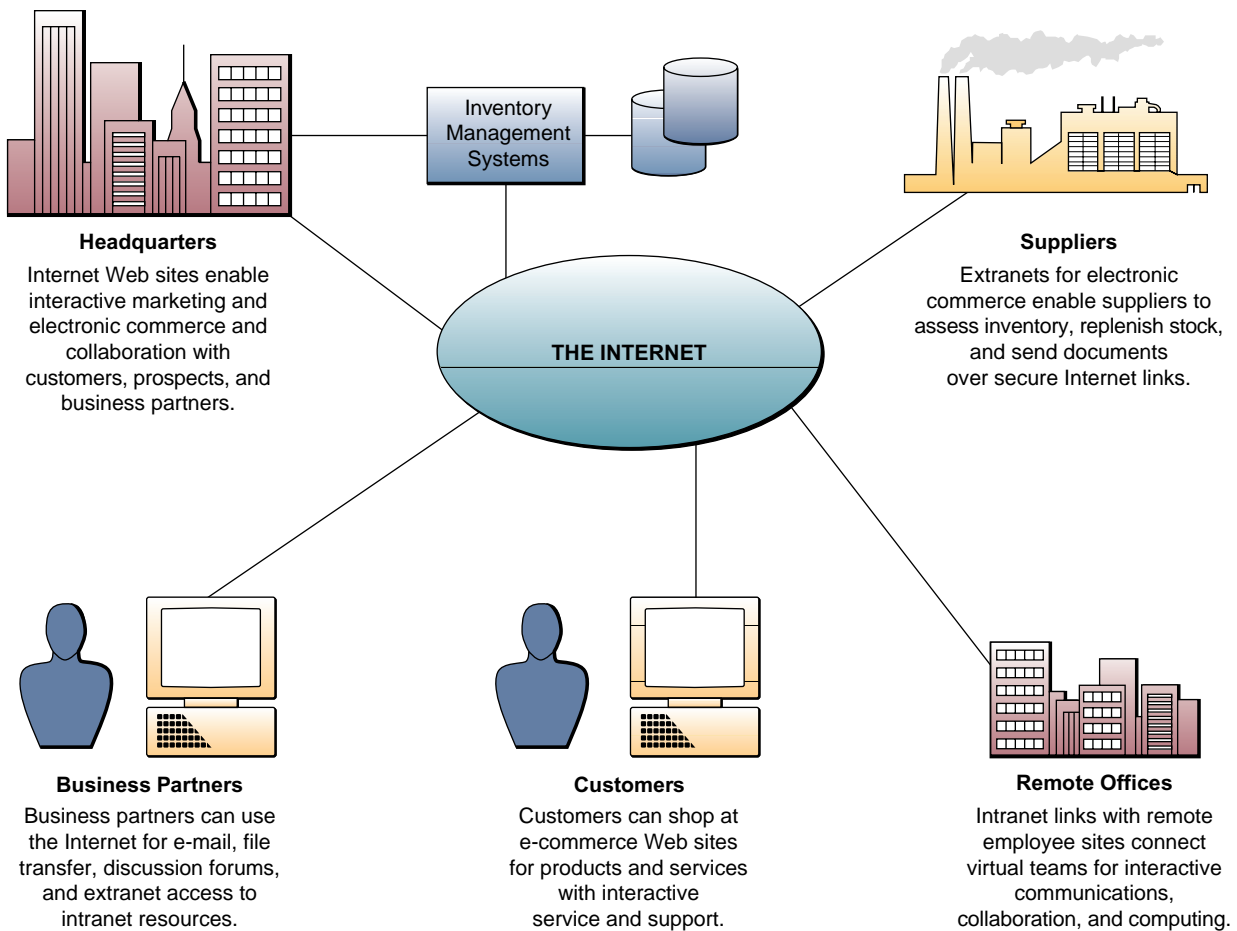 Inventory
Management
Systems
Headquarters
Internet Web sites enable
interactive marketing and
electronic commerce and
collaboration with
customers, prospects, and
business partners.
Suppliers
Extranets for electronic
commerce enable suppliers to
assess inventory, replenish stock,
and send documents
over secure Internet links.
THE INTERNET
Business Partners
Business partners can use
the Internet for e-mail, file
transfer, discussion forums,
and extranet access to
intranet resources.
Customers
Customers can shop at
e-commerce Web sites
for products and services
with interactive
service and support.
Remote Offices
Intranet links with remote
employee sites connect
virtual teams for interactive
communications,
collaboration, and computing.